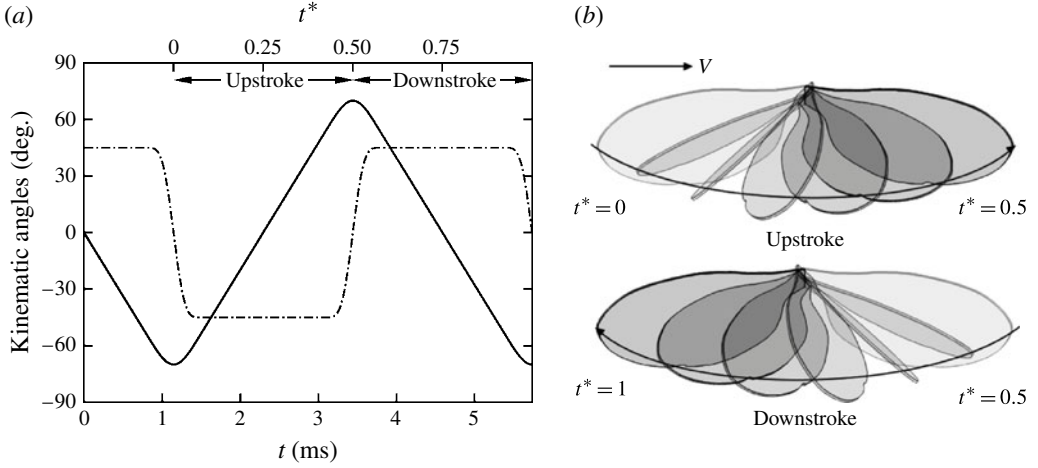 (a)
t*
0 0.25 0.50 0.75
90
60
30
0
−30
−60
−90
Kinematic angles (deg.)
Upstroke Downstroke
0 1 2 3 4 5
t (ms)
(b)
V
t* = 0 t* = 0.5
Upstroke
t* = 1 t* = 0.5
Downstroke